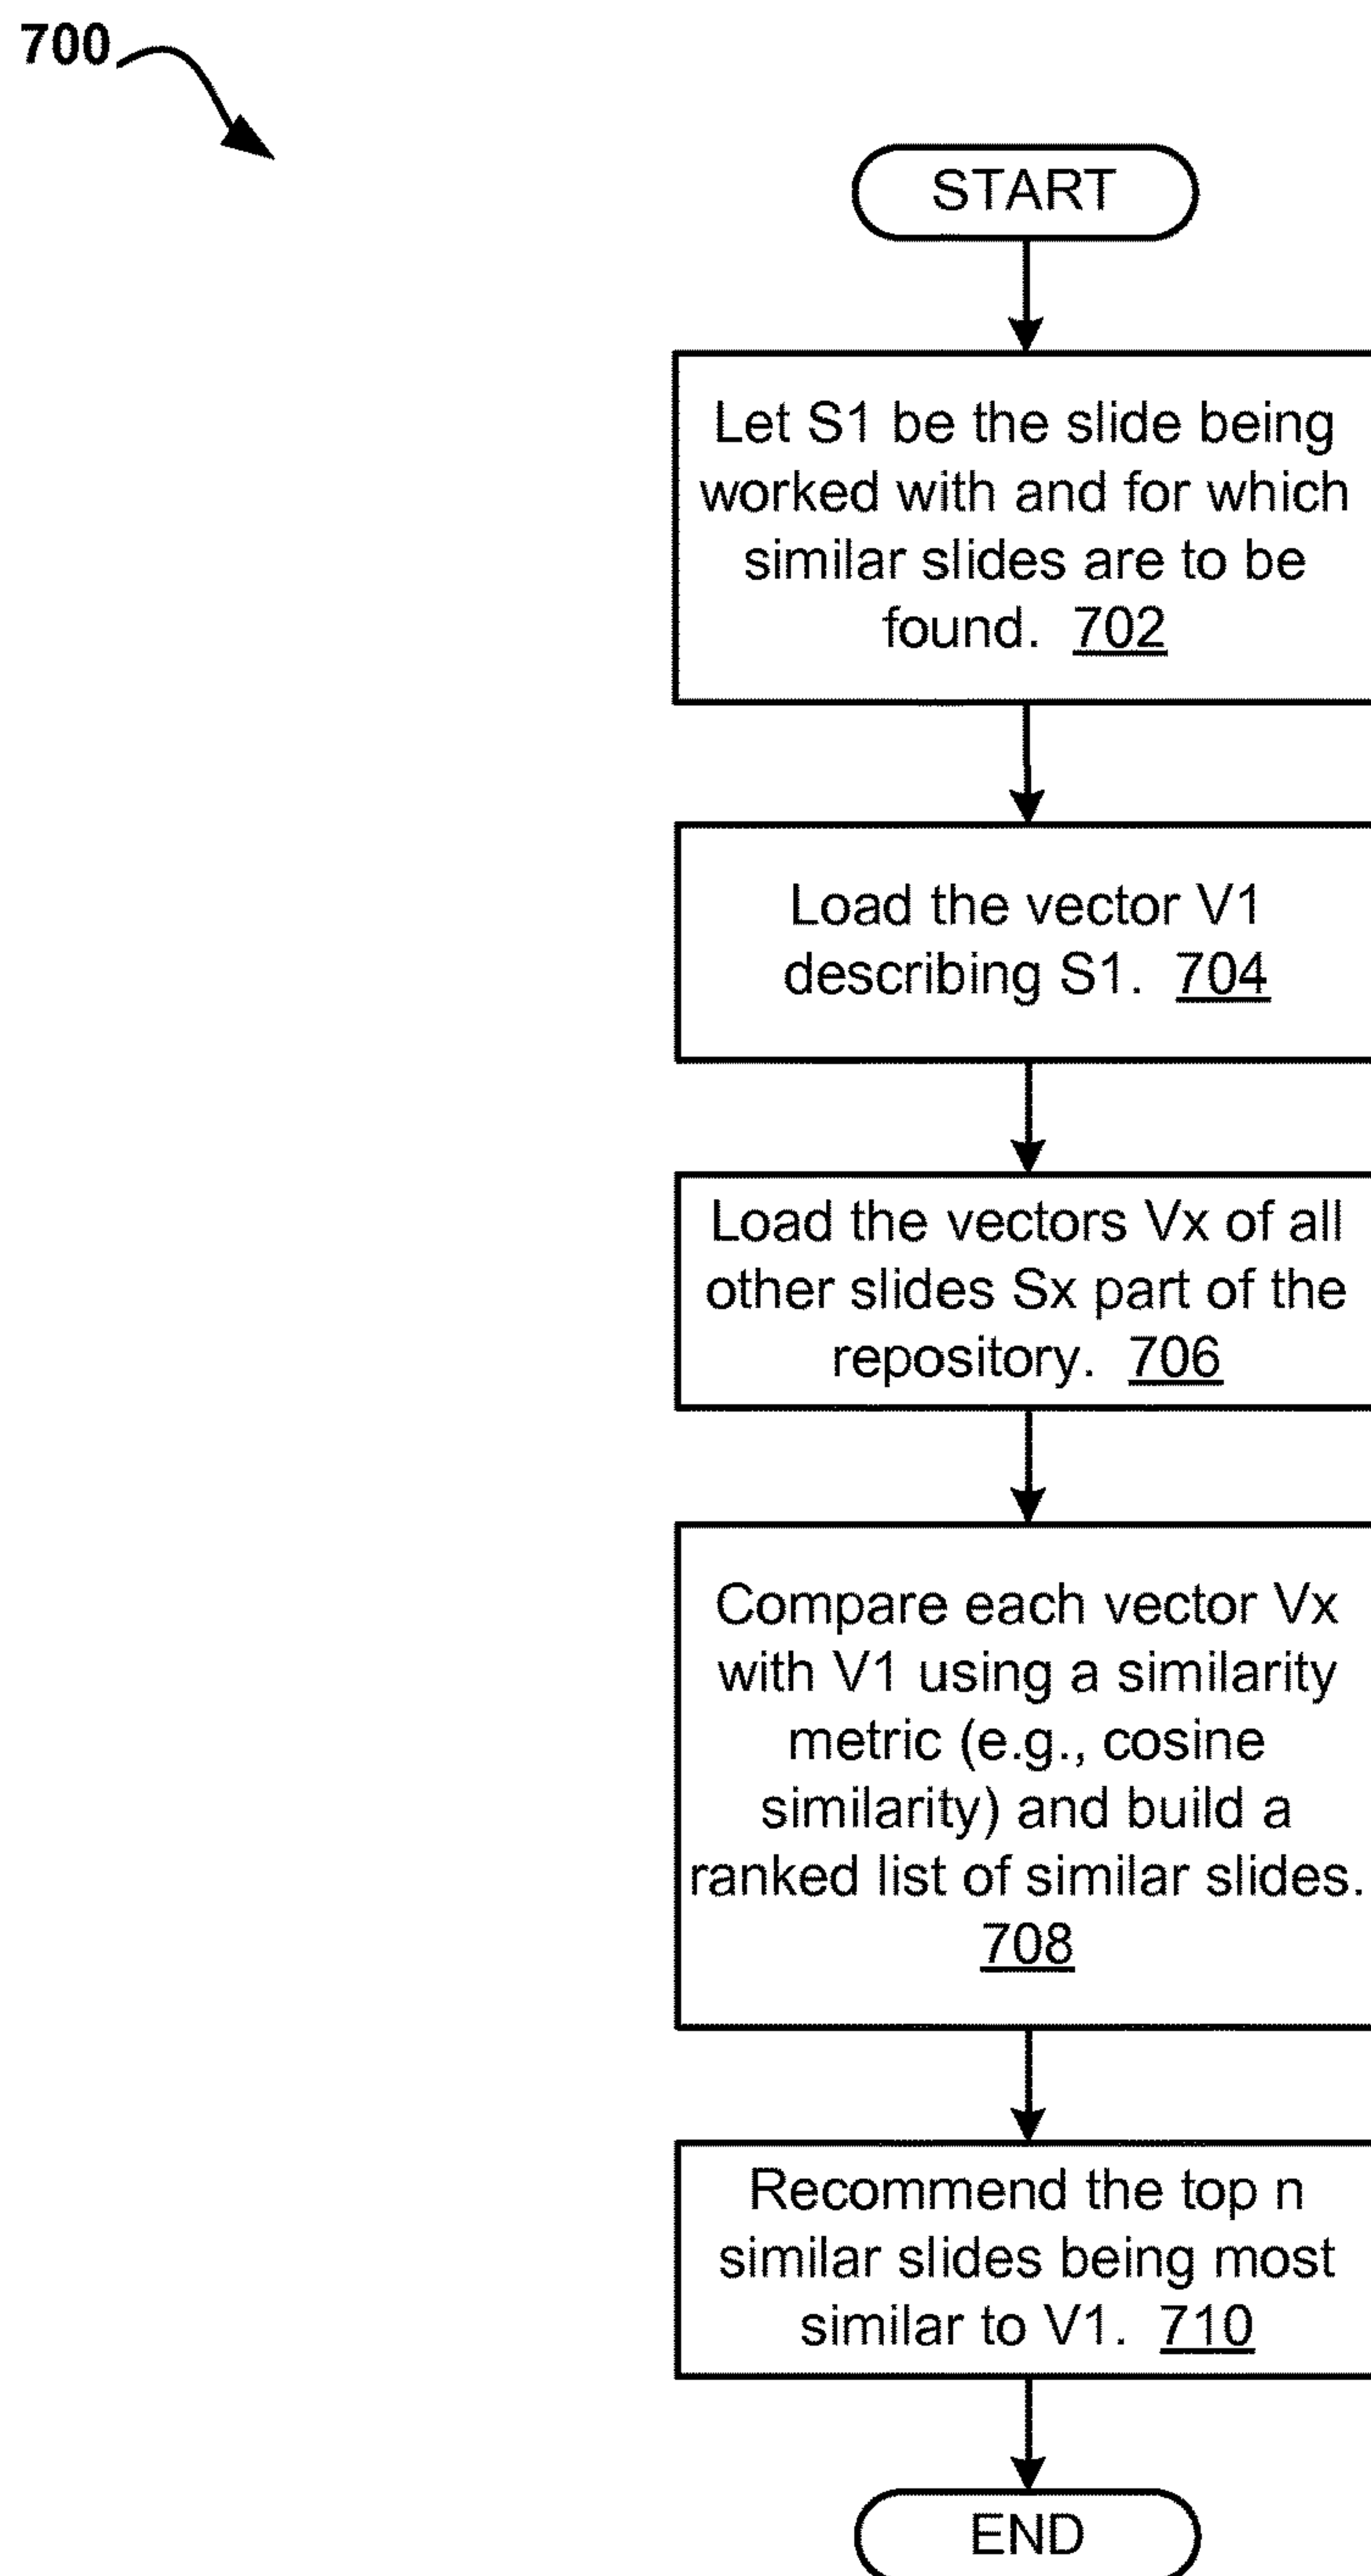 700
START
Let S1 be the slide being
worked with and for which
similar slides are to be
found. 702
Load the vector V1
describing S1. 704
Load the vectors Vx of all
other slides Sx part of the
repository. 706
Compare each vector Vx
with V1 using a similarity
metric (e.g., cosine
similarity) and build a
ranked list of similar slides.
708
Recommend the top n
similar slides being most
similar to V1. 710
END